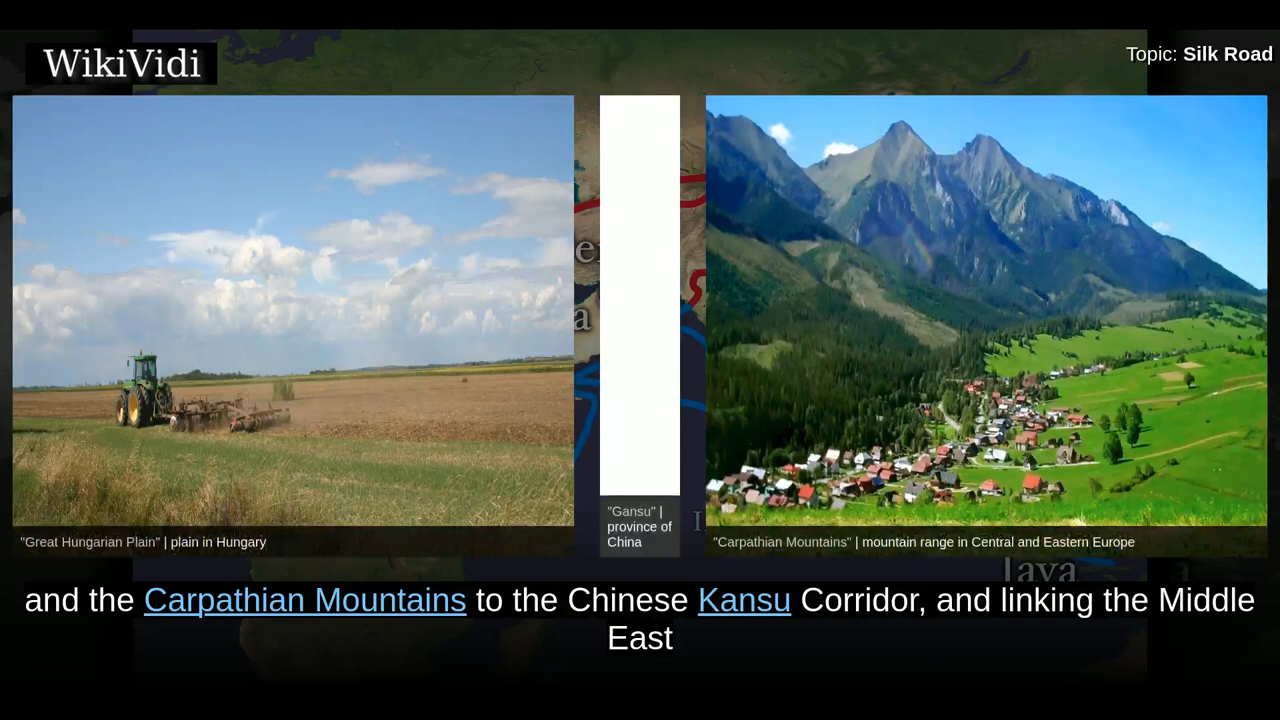 WikiVidi
Topic: Silk Road
"Great Hungarian Plain" | plain in Hungary
"Gansu" |
province of
China
"Carpathian Mountains" | mountain range in Central and Eastern Europe
Java
and the Carpathian Mountains to the Chinese Kansu Corridor, and linking the Middle
East